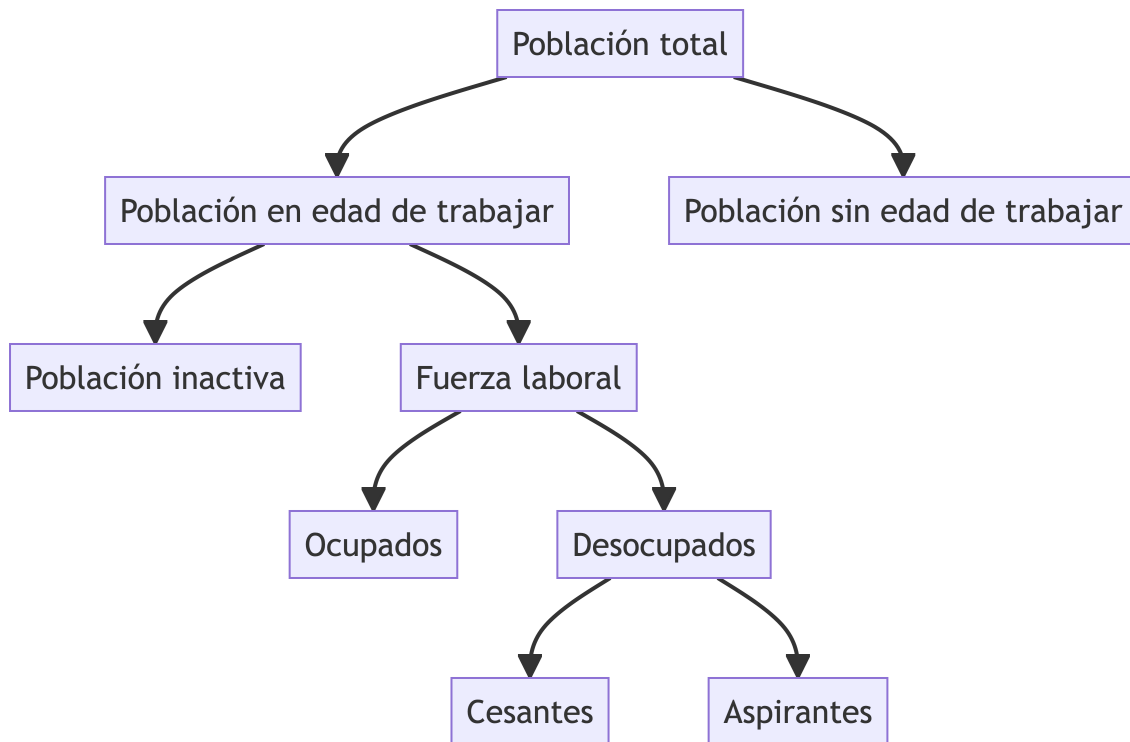 Población total
Población en edad de trabajar
Población sin edad de trabajar
Población inactiva
Fuerza laboral
Ocupados
Desocupados
Cesantes
Aspirantes